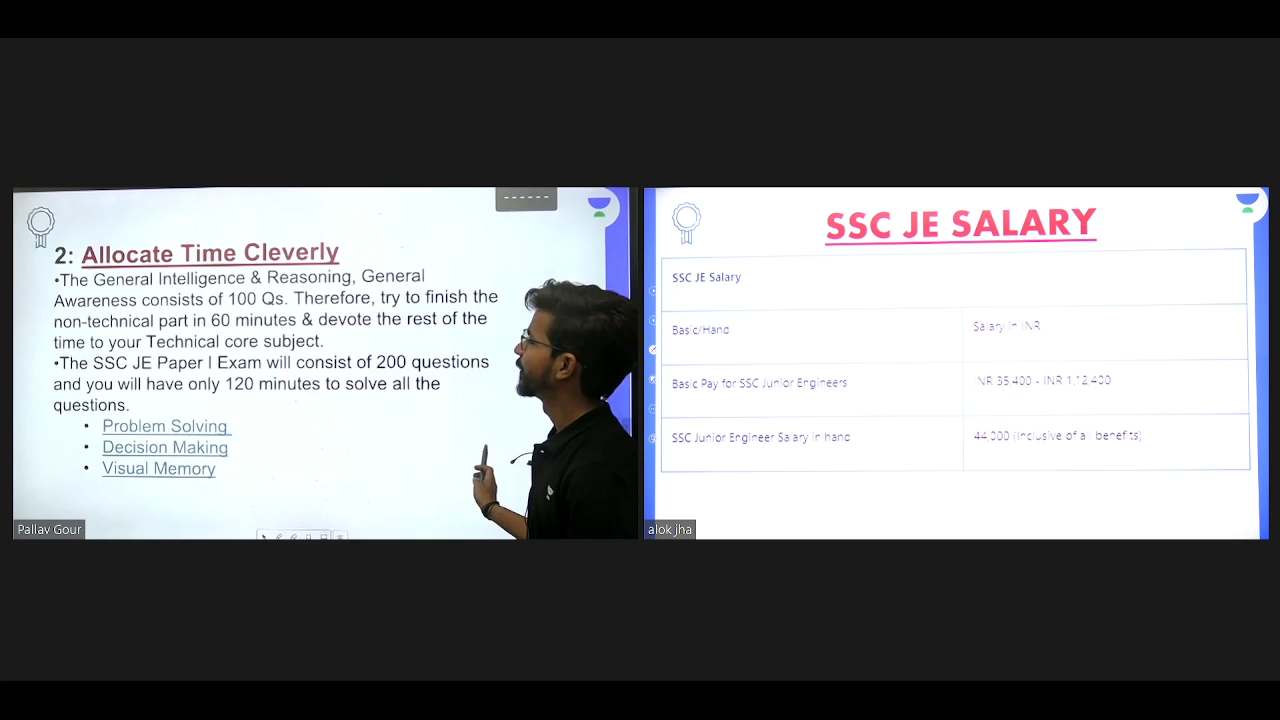 2: Allocate Time Cleverly
•The General Intelligence & Reasoning, General
Awareness consists of 100 Qs. Therefore, try to finish the
non-technical part in 60 minutes & devote the rest of the
time to your Technical core subject.
•The SSC JE Paper I Exam will consist of 200 questions
and you will have only 120 minutes to solve all the
questions.
• Problem Solving
• Decision Making
• Visual Memory
Pallav Gour
SSC JE SALARY
SSC JE Salary
Basic/Hand
Salary in INR
Basic Pay for SSC Junior Engineers
INR 35,400 - INR 1,12,400
SSC Junior Engineer Salary in hand
44,000 (Inclusive of all benefits)
alok jha